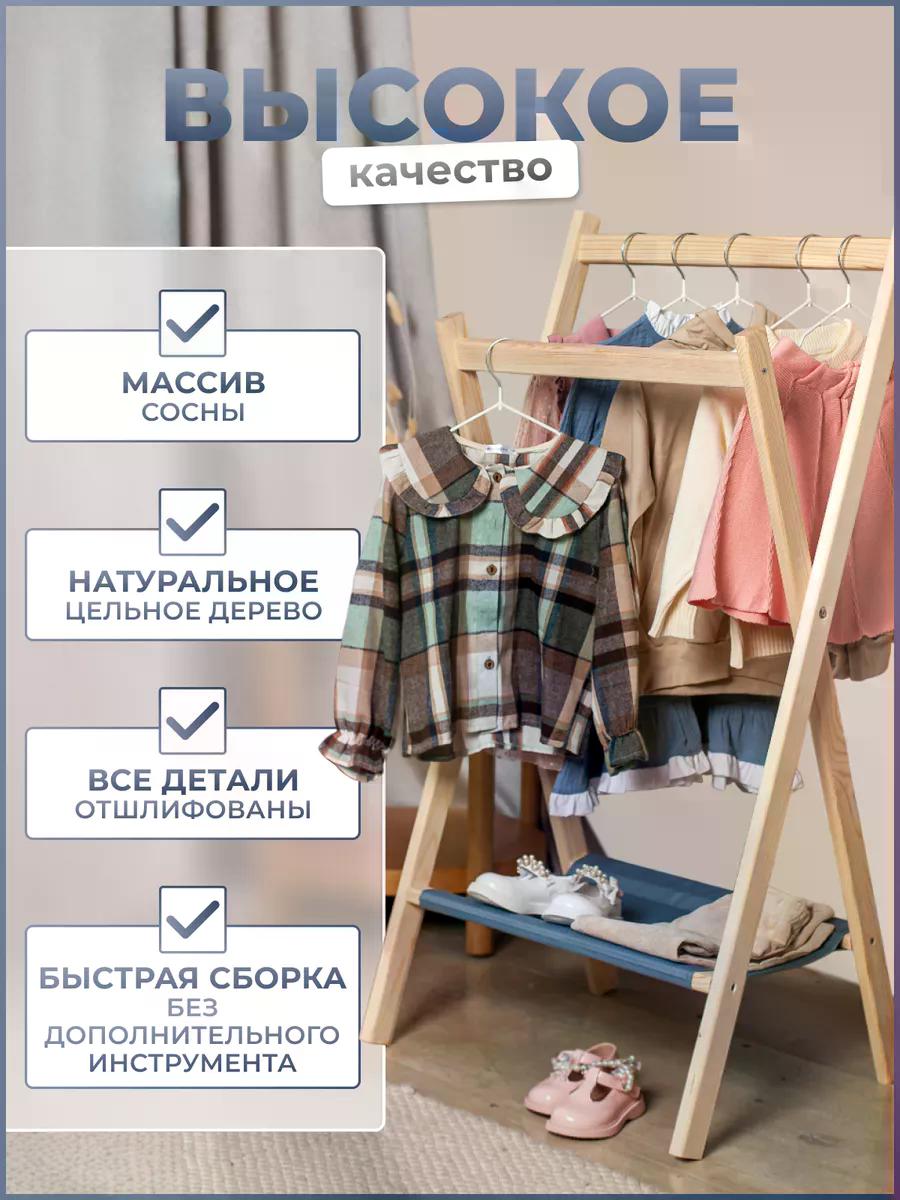 ВЫСОКОЕ
качество
МАССИВ
СОСНЫ
НАТУРАЛЬНОЕ
ЦЕЛЬНОЕ ДЕРЕВО
ВСЕ ДЕТАЛИ
ОТШЛИФОВАНЫ
БЫСТРАЯ СБОРКА
БЕЗ
ДОПОЛНИТЕЛЬНОГО
ИНСТРУМЕНТА